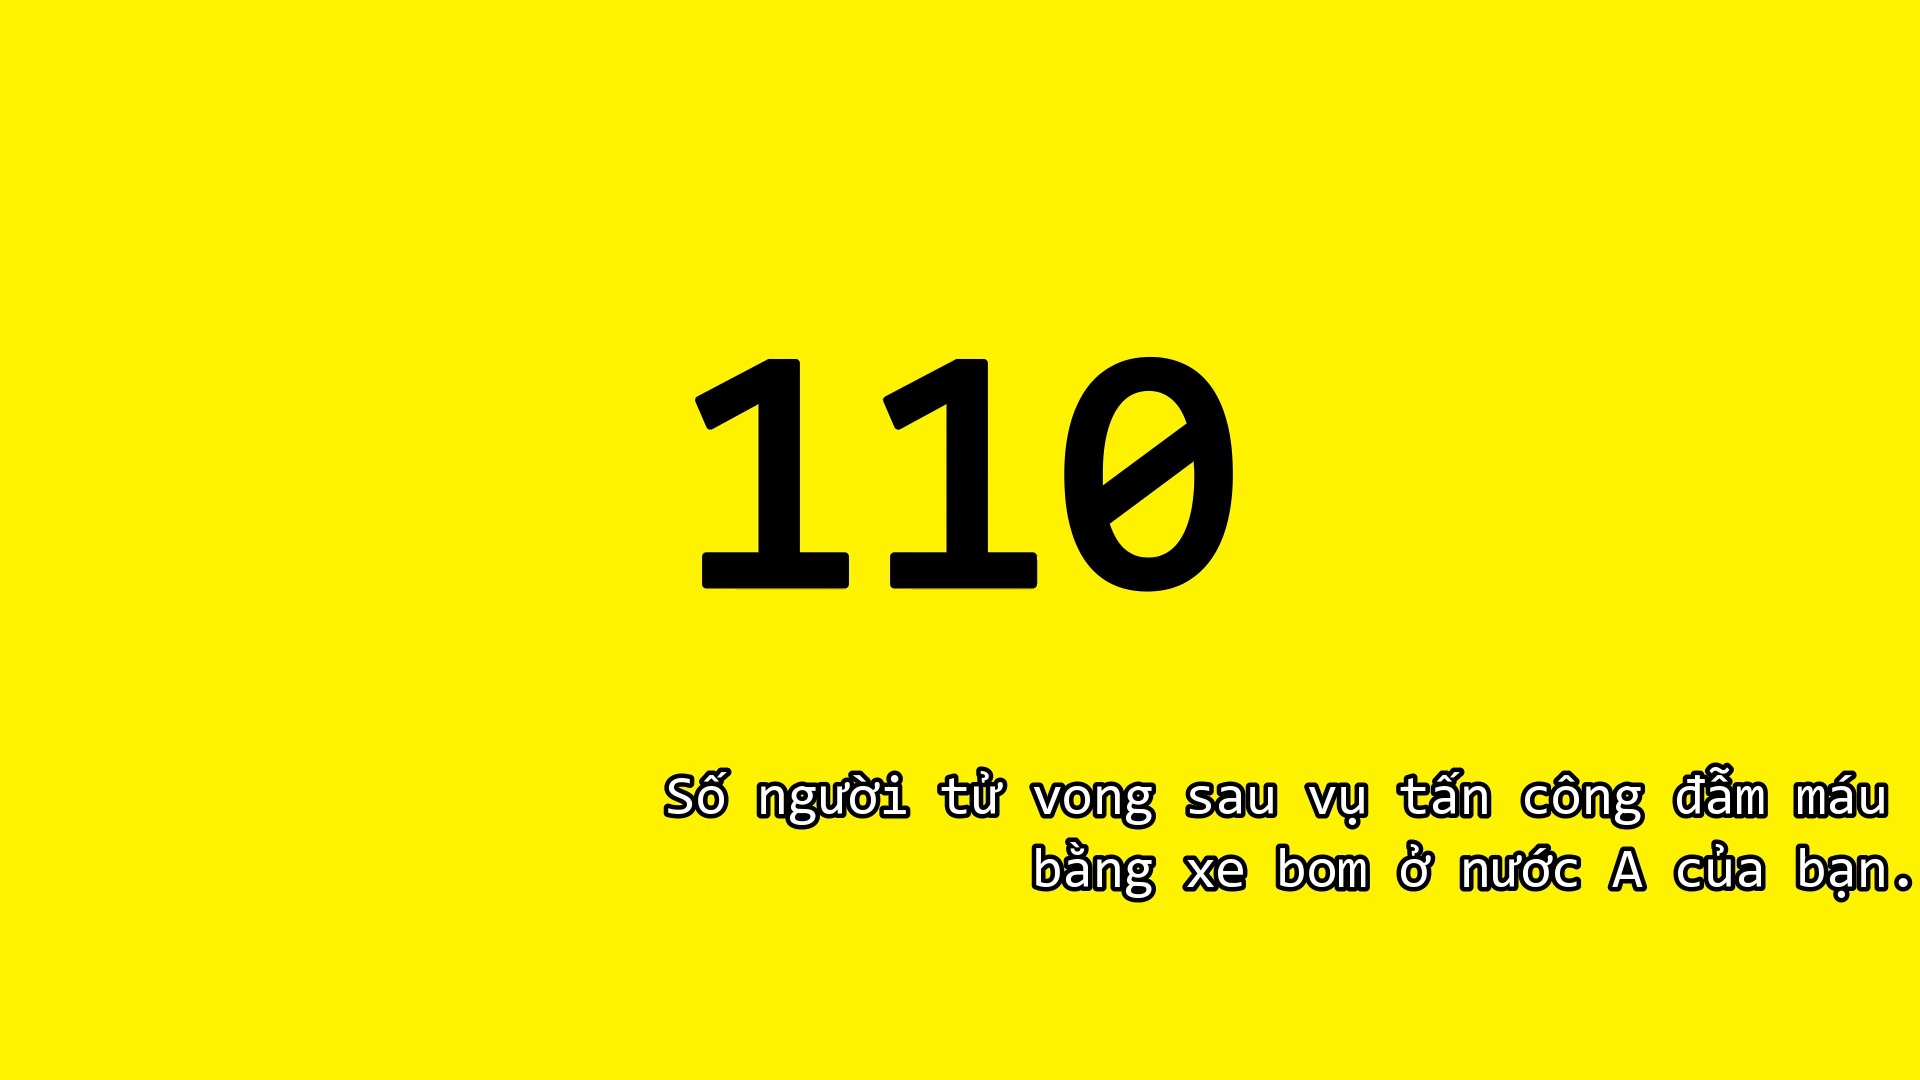 110
Số người tử vong sau vụ tấn công đẫm máu
bằng xe bom ở nước A của bạn.